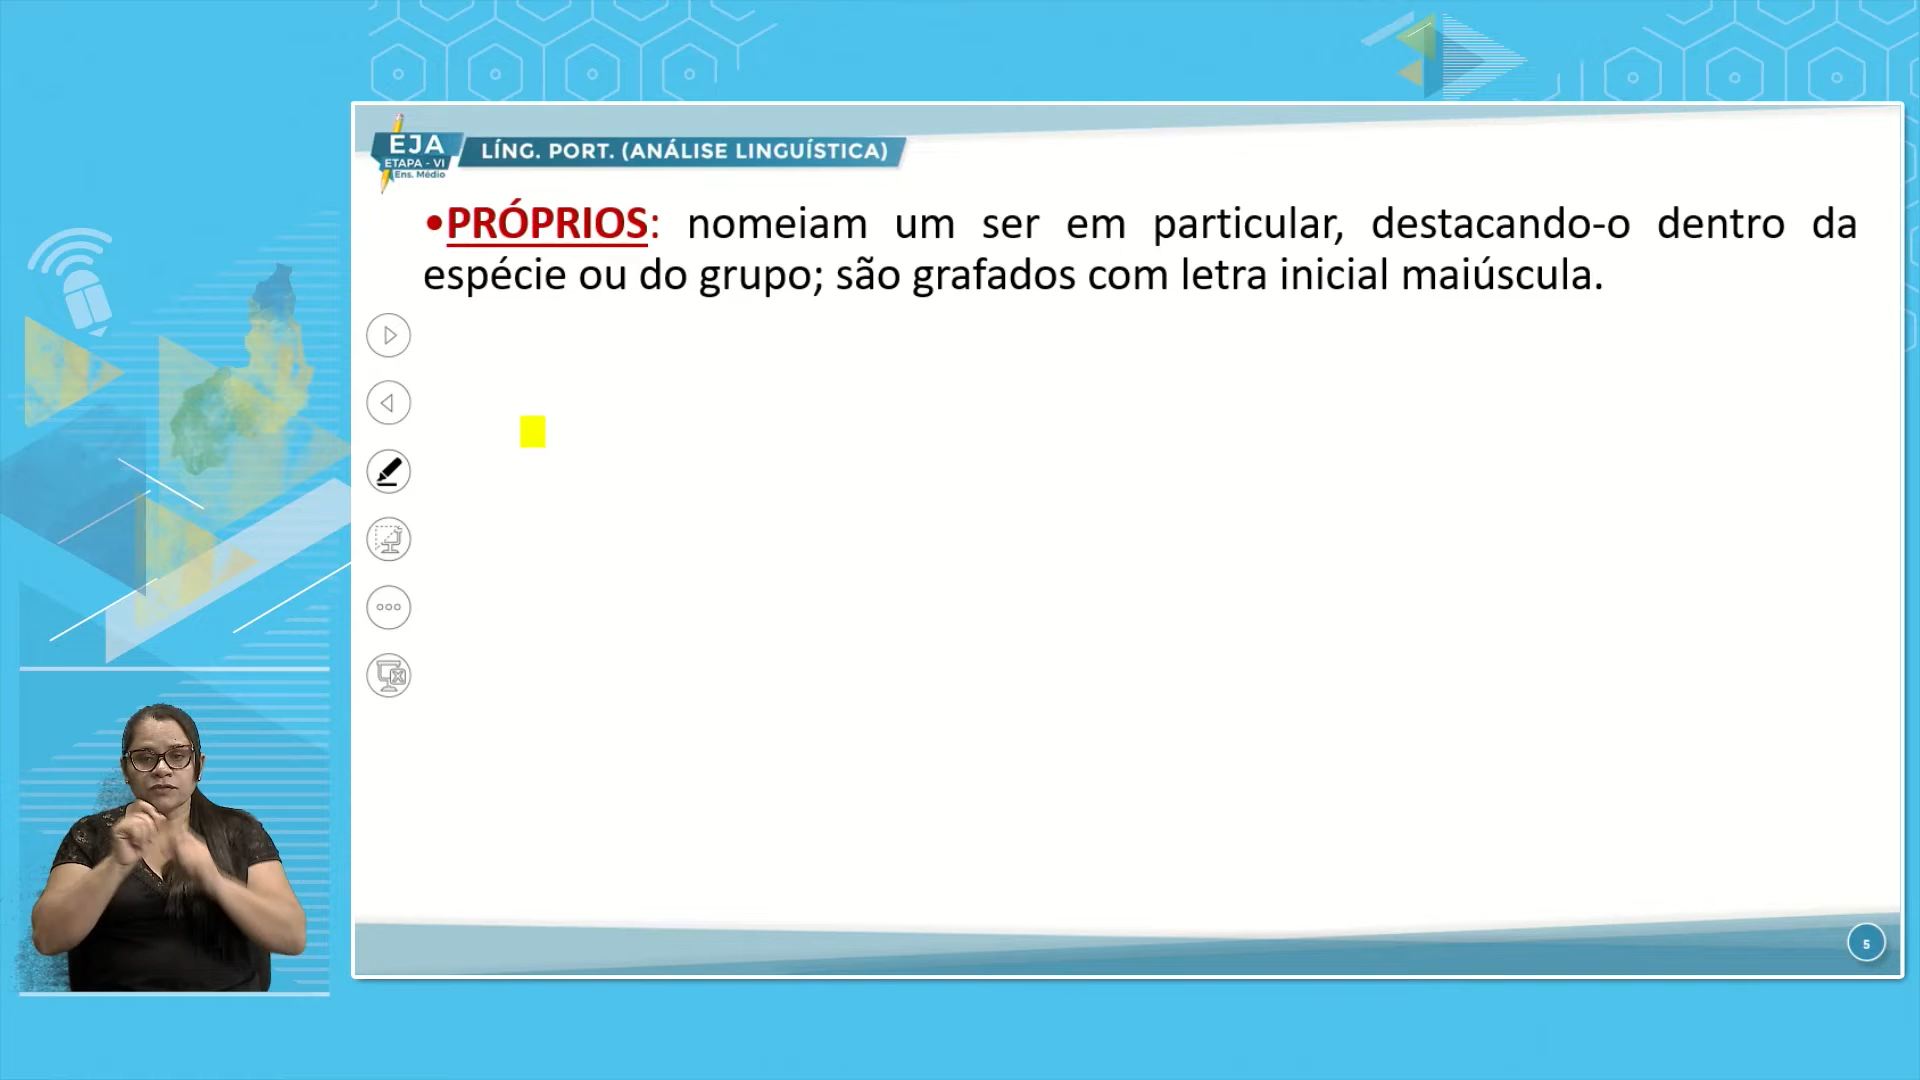 EJA
ETAPA - VI
Ens. Médio
LÍNG. PORT. (ANÁLISE LINGUÍSTICA)
•PRÓPRIOS: nomeiam um ser em particular, destacando-o dentro da
espécie ou do grupo; são grafados com letra inicial maiúscula.
5